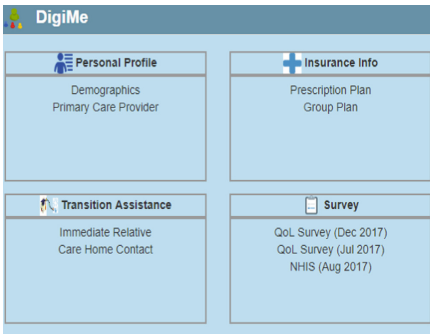 DigiMe
Personal Profile
Demographics
Primary Care Provider
Insurance Info
Prescription Plan
Group Plan
Transition Assistance
Immediate Relative
Care Home Contact
Survey
QoL Survey (Dec 2017)
QoL Survey (Jul 2017)
NHIS (Aug 2017)